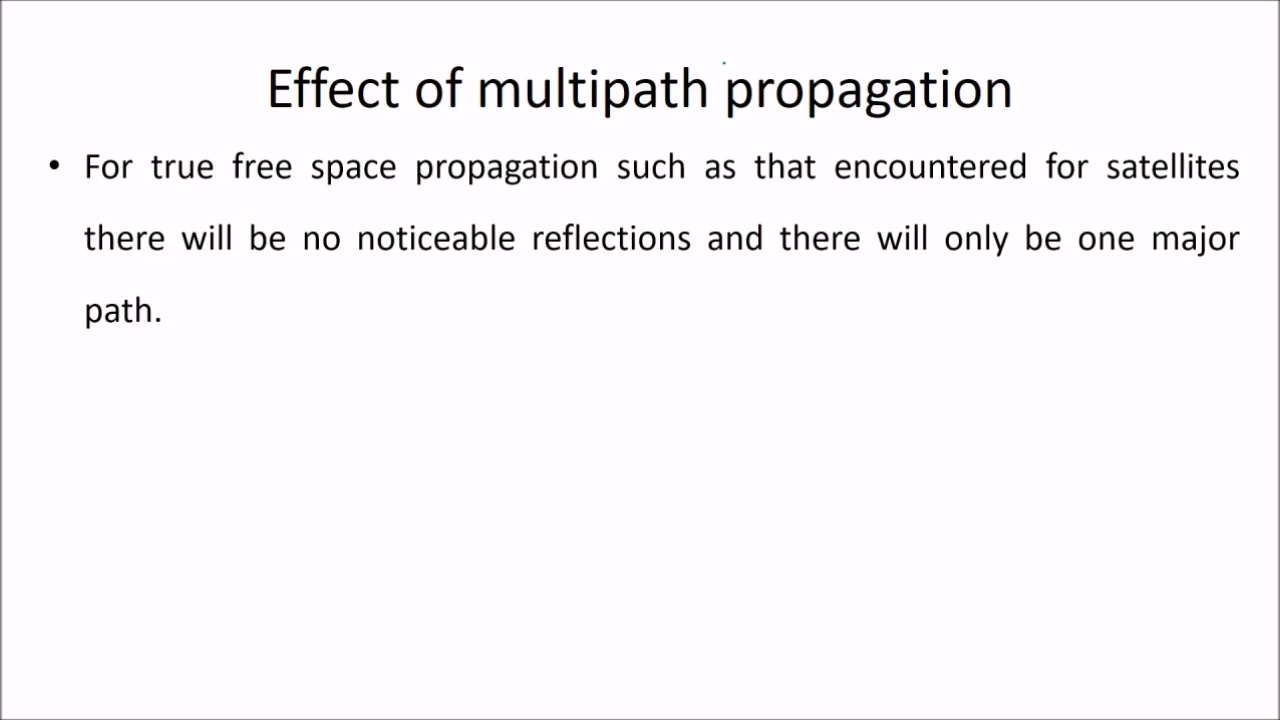 Effect of multipath propagation
• For true free space propagation such as that encountered for satellites
there will be no noticeable reflections and there will only be one major
path.